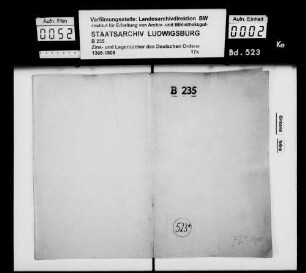 Aufn. Film
0052
Verfilmungsstelle: Landesarchivdirektion BW
Institut für Erhaltung von Archiv- und Bibliotheksgut
STAATSARCHIV LUDWIGSBURG
B 235
Zins- und Lagerbücher des Deutschen Ordens
17x
Aufn. Einheit
0002
Bd. 523
B 235
523